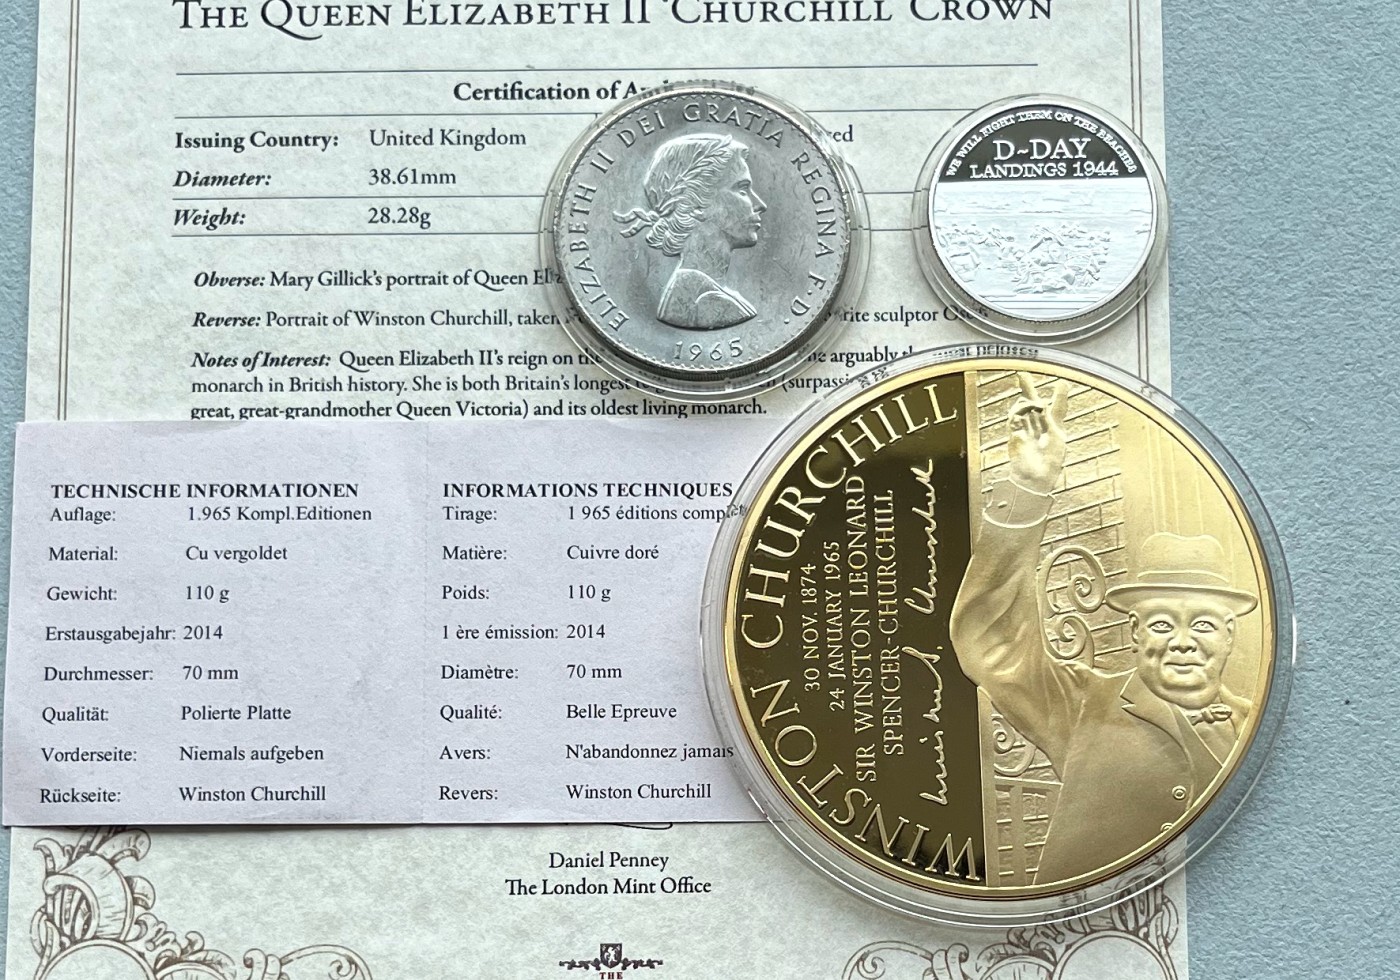 THE QUEEN ELIZABETH II 'CHURCHILL' CROWN
Certification of
Issuing Country: United Kingdom
Diameter: 38.61mm
Weight: 28.28g
Obverse: Mary Gillick's portrait of Queen
Reverse: Portrait of Winston Churchill, taken
sculptor
Notes of Interest: Queen Elizabeth II's reign on
arguably
monarch in British history. She is both Britain's longest
great, great-grandmother Queen Victoria) and its oldest living monarch.
ELIZABETH II DEI GRATIA REGINA F.D.
1965
WE WILL FIGHT THEM ON THE BEACHES
D-DAY
LANDINGS 1944
TECHNISCHE INFORMATIONEN
Auflage: 1.965 Kompl.Editionen
Material: Cu vergoldet
Gewicht: 110 g
Erstausgabejahr: 2014
Durchmesser: 70 mm
Qualität: Polierte Platte
Vorderseite: Niemals aufgeben
Rückseite: Winston Churchill
INFORMATIONS TECHNIQUES
Tirage: 1 965 éditions
Matière: Cuivre doré
Poids: 110 g
1 ère émission: 2014
Diamètre: 70 mm
Qualité: Belle Epreuve
Avers: N'abandonnez jamais
Revers: Winston Churchill
WINSTON CHURCHILL
30 NOV. 1874-
24 JANUARY 1965
SIR WINSTON LEONARD
SPENCER-CHURCHILL
Winston S. Churchill
©
Daniel Penney
The London Mint Office
THE